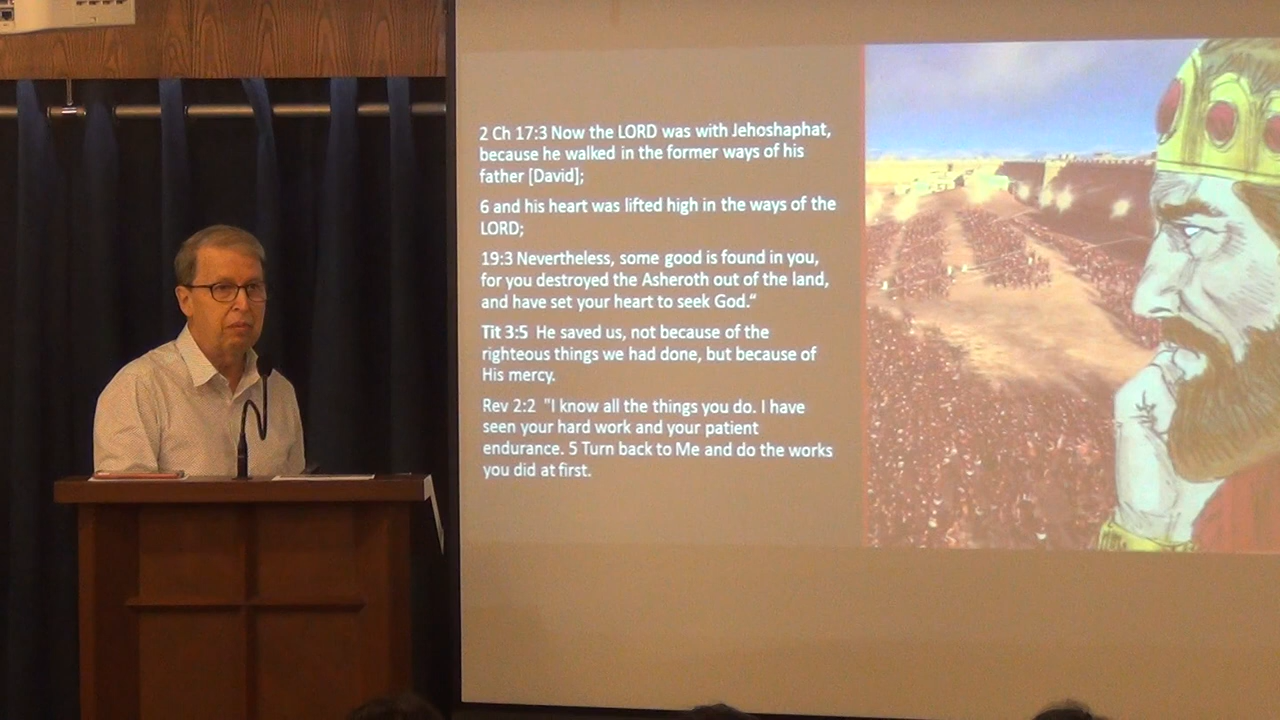 2 Ch 17:3 Now the LORD was with Jehoshaphat,
because he walked in the former ways of his
father [David];
6 and his heart was lifted high in the ways of the
LORD;
19:3 Nevertheless, some good is found in you,
for you destroyed the Asheroth out of the land,
and have set your heart to seek God.“
Tit 3:5  He saved us, not because of the
righteous things we had done, but because of
His mercy.
Rev 2:2  "I know all the things you do. I have
seen your hard work and your patient
endurance. 5 Turn back to Me and do the works
you did at first.